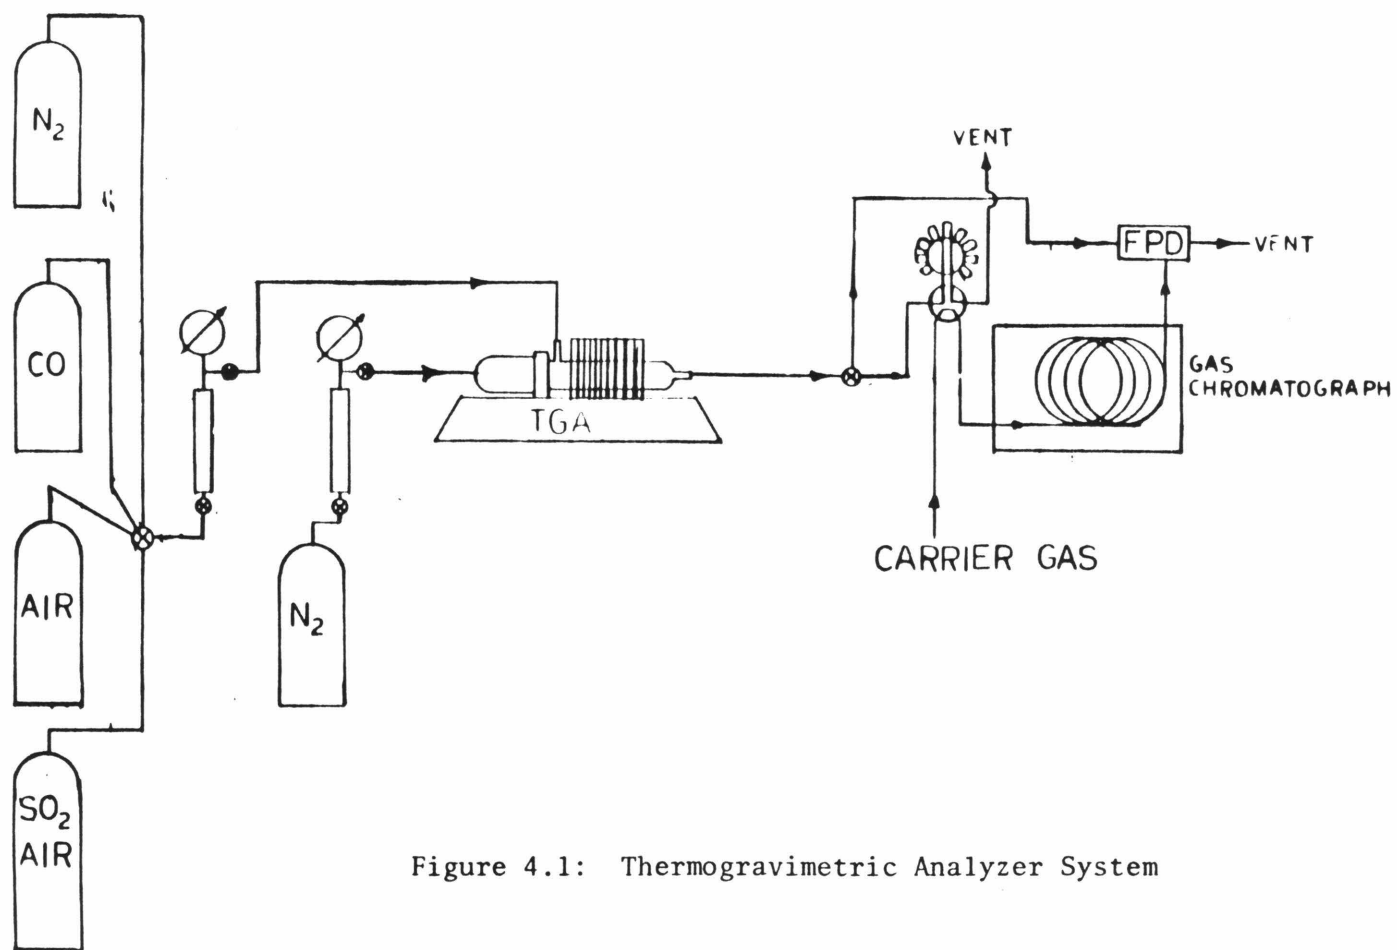 N₂
CO
AIR
SO₂
AIR
N₂
TGA
VENT
FPD
VENT
GAS
CHROMATOGRAPH
CARRIER GAS
Figure 4.1: Thermogravimetric Analyzer System